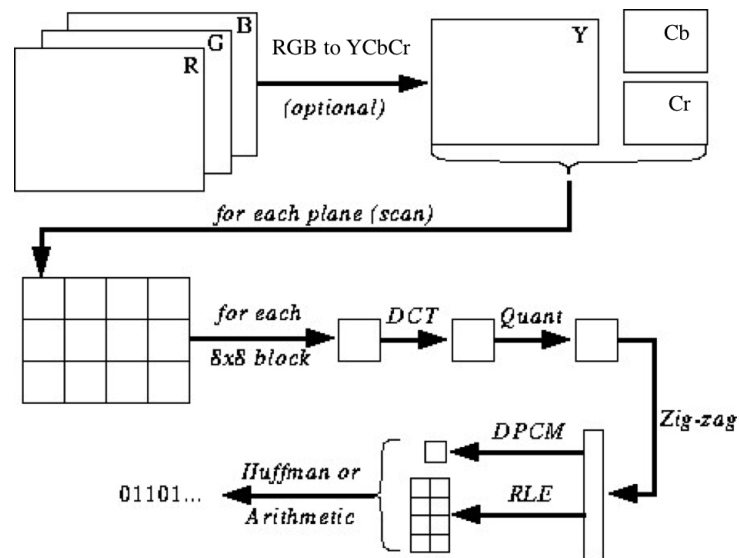 B
G
R
RGB to YCbCr
(optional)
Y
Cb
Cr
for each plane (scan)
for each
8x8 block
DCT
Quant
Zig-zag
DPCM
RLE
Huffman or
Arithmetic
01101...